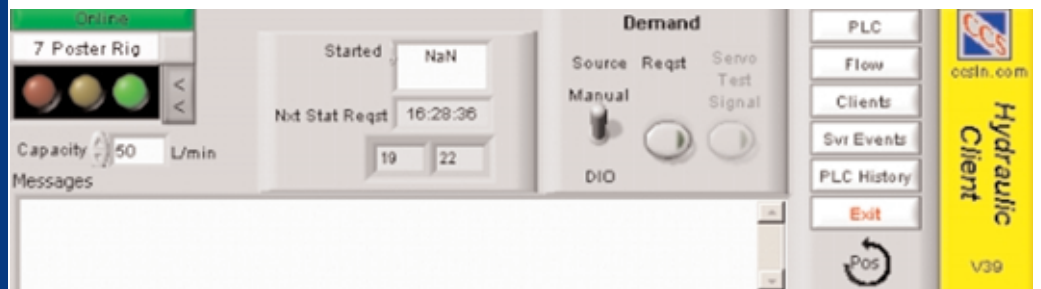 Online
7 Poster Rig
<
<
Capacity 50 L/min
Messages
Started NaN
Nxt Stat Reqst 16:28:36
19 22
Demand
Source Reqst Servo
Test
Signal
Manual
DIO
PLC
Flow
Clients
Svr Events
PLC History
Exit
Pos
CCS
ccsln.com
Hydraulic
Client
V39